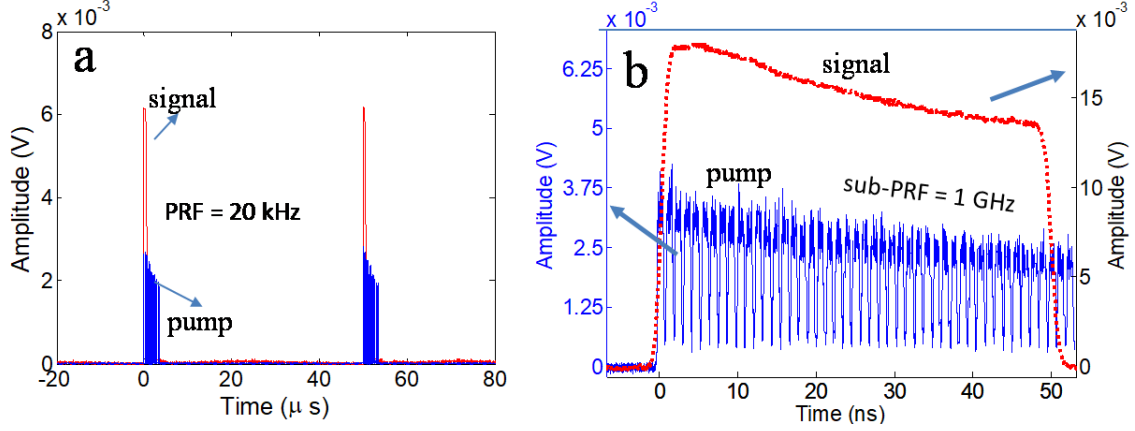 x 10⁻³
8
6
4
2
0
Amplitude (V)
a
signal
PRF = 20 kHz
pump
-20 0 20 40 60 80
Time (μ s)
x 10⁻³
6.25
5
3.75
2.5
1.25
0
Amplitude (V)
b
signal
pump
sub-PRF = 1 GHz
x 10⁻³
15
10
5
0
Amplitude (V)
0 10 20 30 40 50
Time (ns)